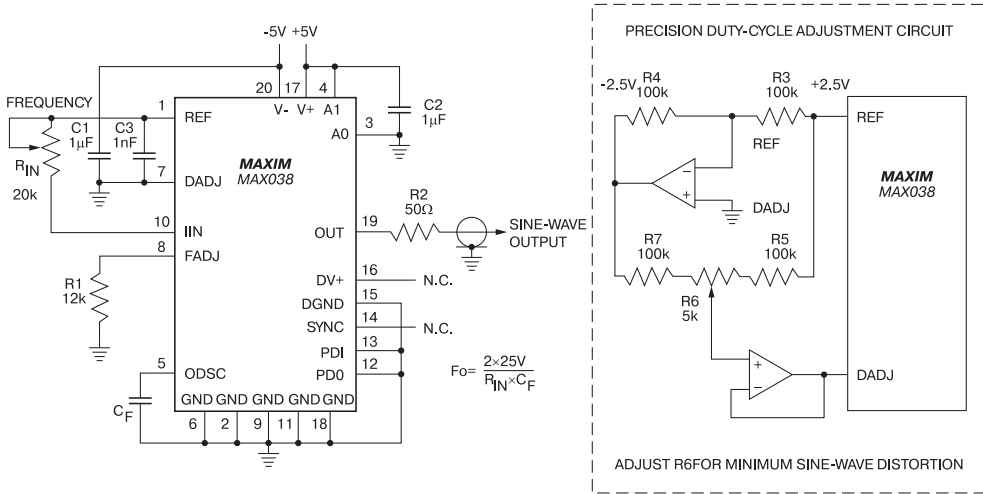 -5V +5V
20 17 4
V- V+ A1
FREQUENCY
1
REF
C1
1µF
C3
1nF
C2
1µF
3
A0
MAXIM
MAX038
RIN
20k
7
DADJ
10
IIN
8
FADJ
R1
12k
5
ODSC
CF
OUT
19
R2
50Ω
SINE-WAVE
OUTPUT
DV+
16
N.C.
DGND
15
SYNC
14
N.C.
PDI
13
PD0
12
GND GND GND GND GND
6 2 9 11 18
Fo= 2×25V
RIN×CF
PRECISION DUTY-CYCLE ADJUSTMENT CIRCUIT
-2.5V
R4
100k
R3
100k
+2.5V
REF
REF
MAXIM
MAX038
-
+
DADJ
R7
100k
R5
100k
R6
5k
+
-
DADJ
ADJUST R6FOR MINIMUM SINE-WAVE DISTORTION